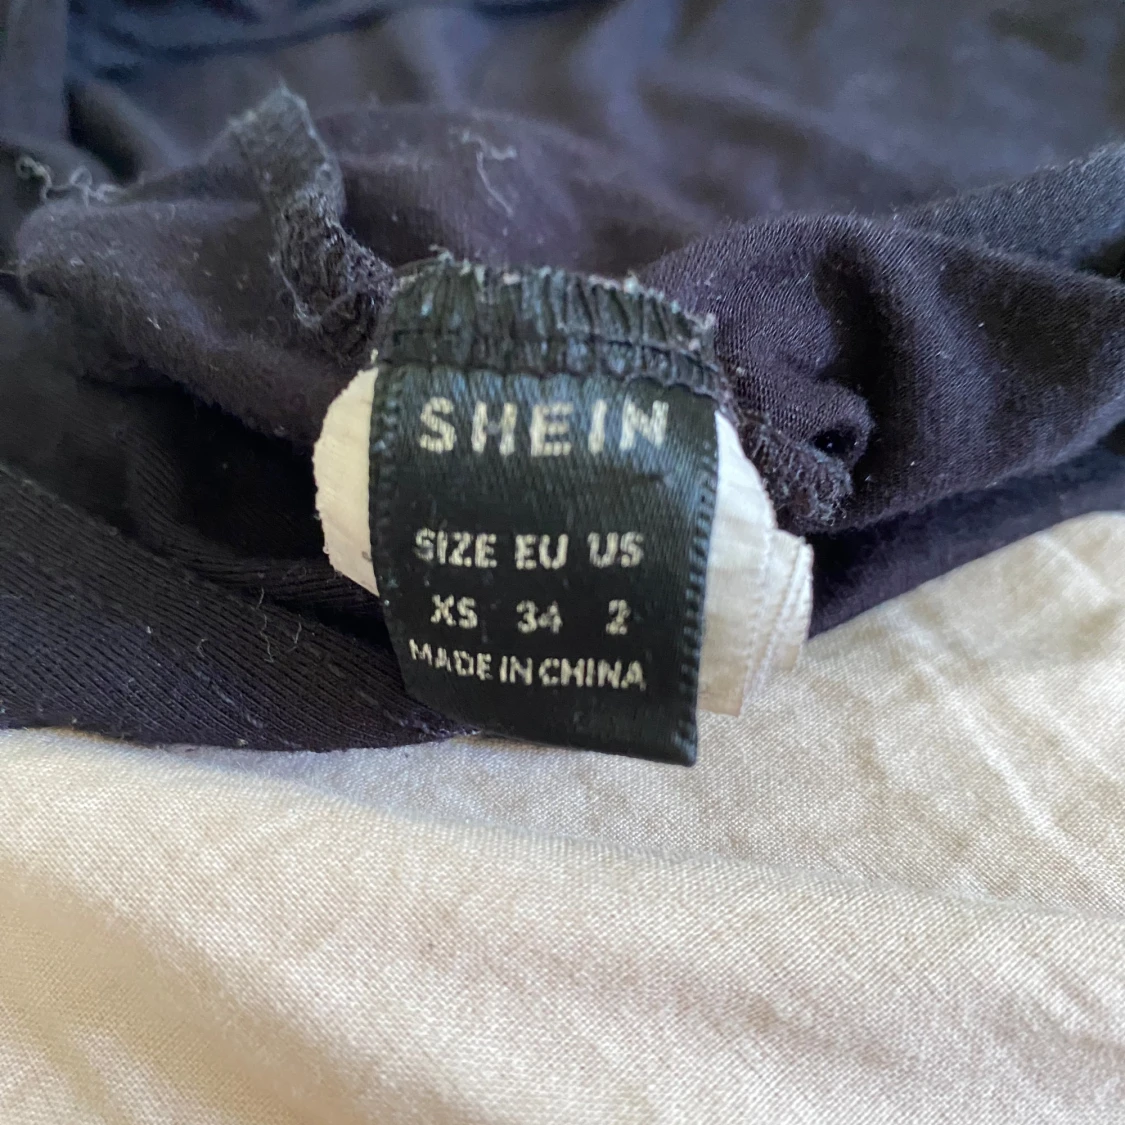 SHEIN
SIZE EU US
XS 34 2
MADE IN CHINA